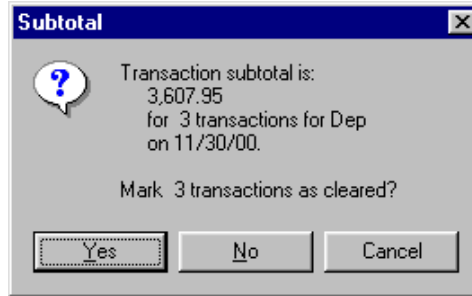 Subtotal
?
Transaction subtotal is:
3,607.95
for 3 transactions for Dep
on 11/30/00.
Mark 3 transactions as cleared?
Yes No Cancel